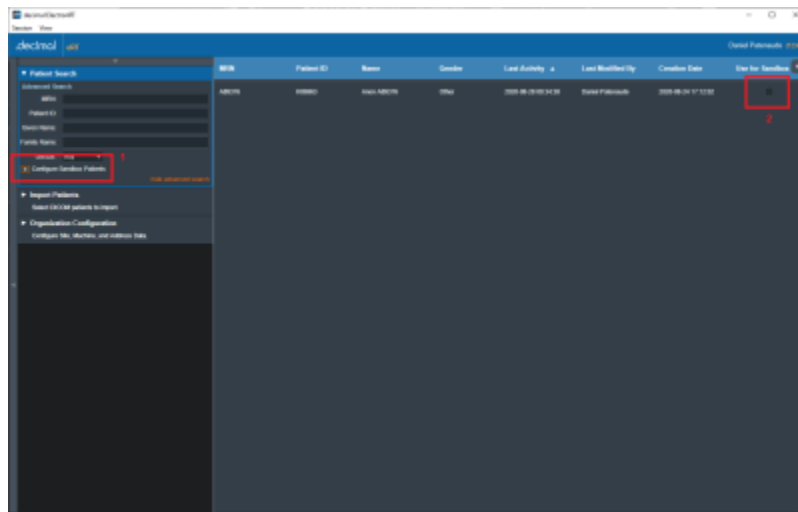 .decimal ElectronRT
Session View
.decimal
Daniel Patenaude
Patient Search
Advanced Search
MRN:
Patient ID:
Given Name:
Family Name:
Gender: Any
1
Configure Sandbox Patients
hide advanced search
Import Patients
Select DICOM patients to import.
Organization Configuration
Configure Site, Machine, and Address Data.
MRN Patient ID Name Gender Last Activity Last Modified By Creation Date Use for Sandbox
Other Daniel Patenaude
2